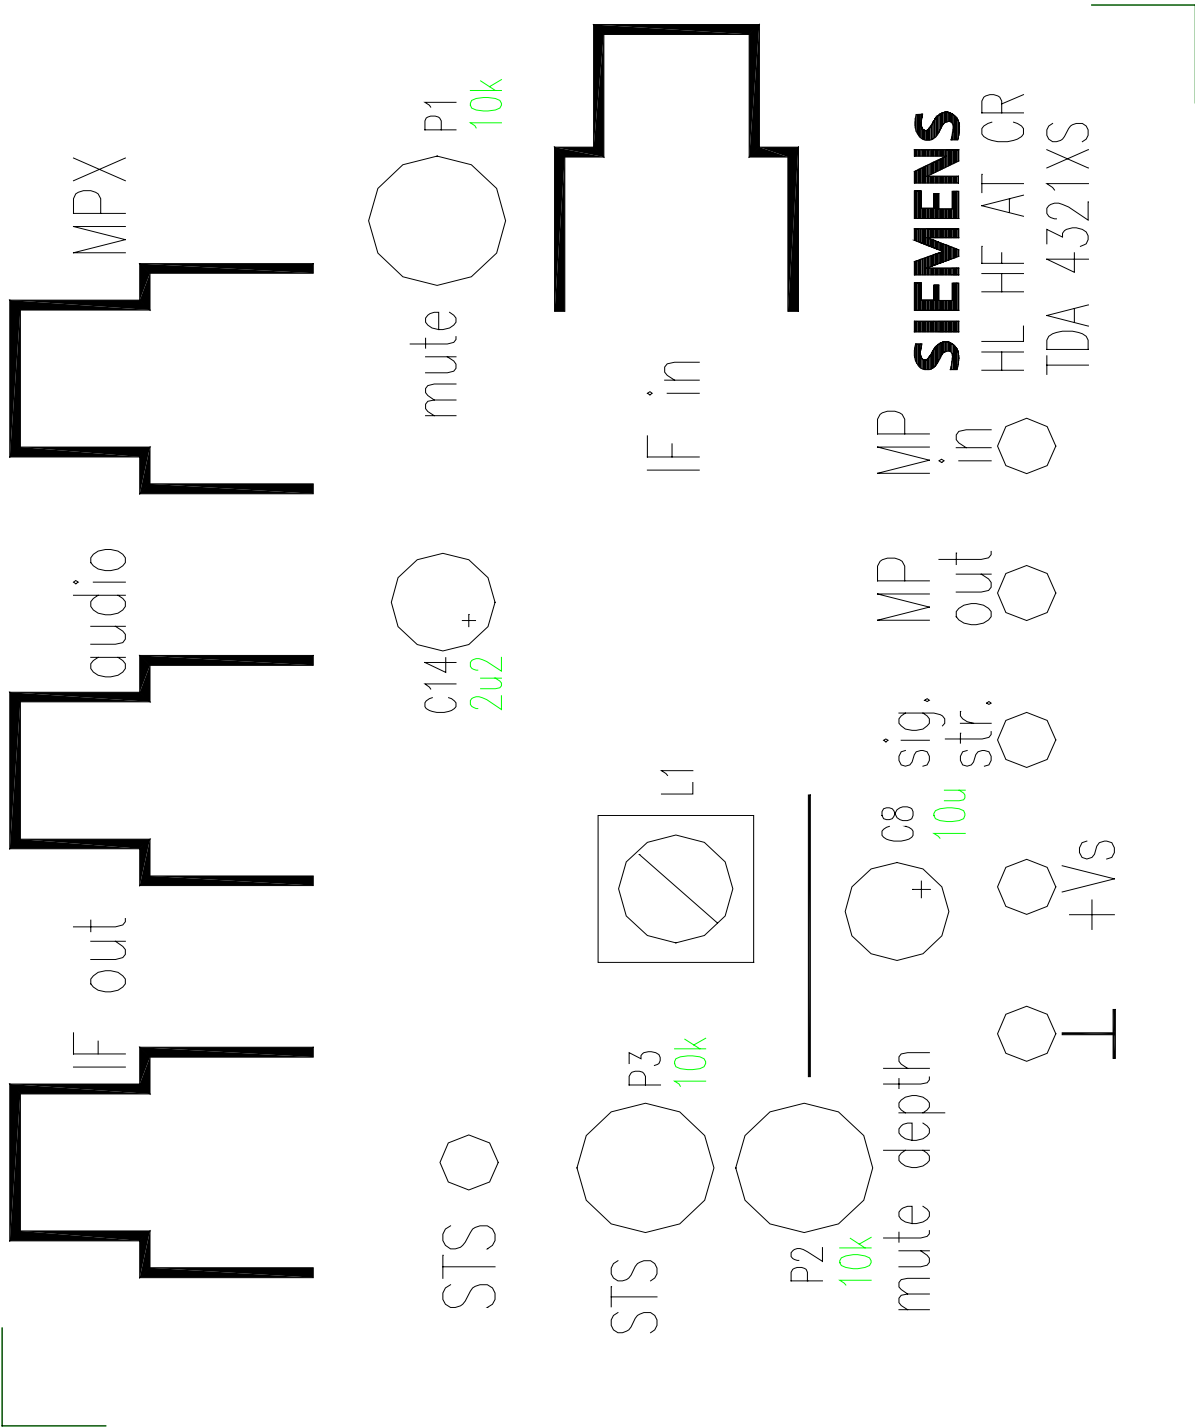 IF out
audio
MPX
STS
C14
2u2
mute
P1
10k
STS
P3
10k
L1
IF in
P2
10k
mute depth
C8
10u
sig.
str.
MP
out
MP
in
+Vs
SIEMENS
HL HF AT CR
TDA 4321XS